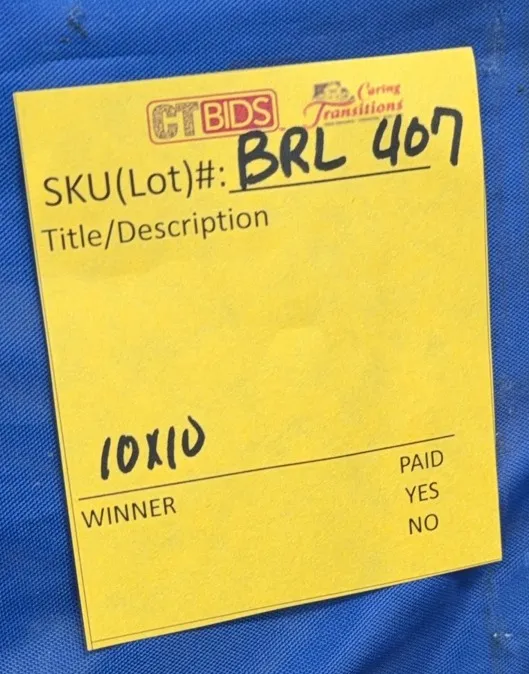 CTBIDS Caring Transitions
SKU(Lot)#: BRL 407
Title/Description
10X10
WINNER PAID
YES
NO